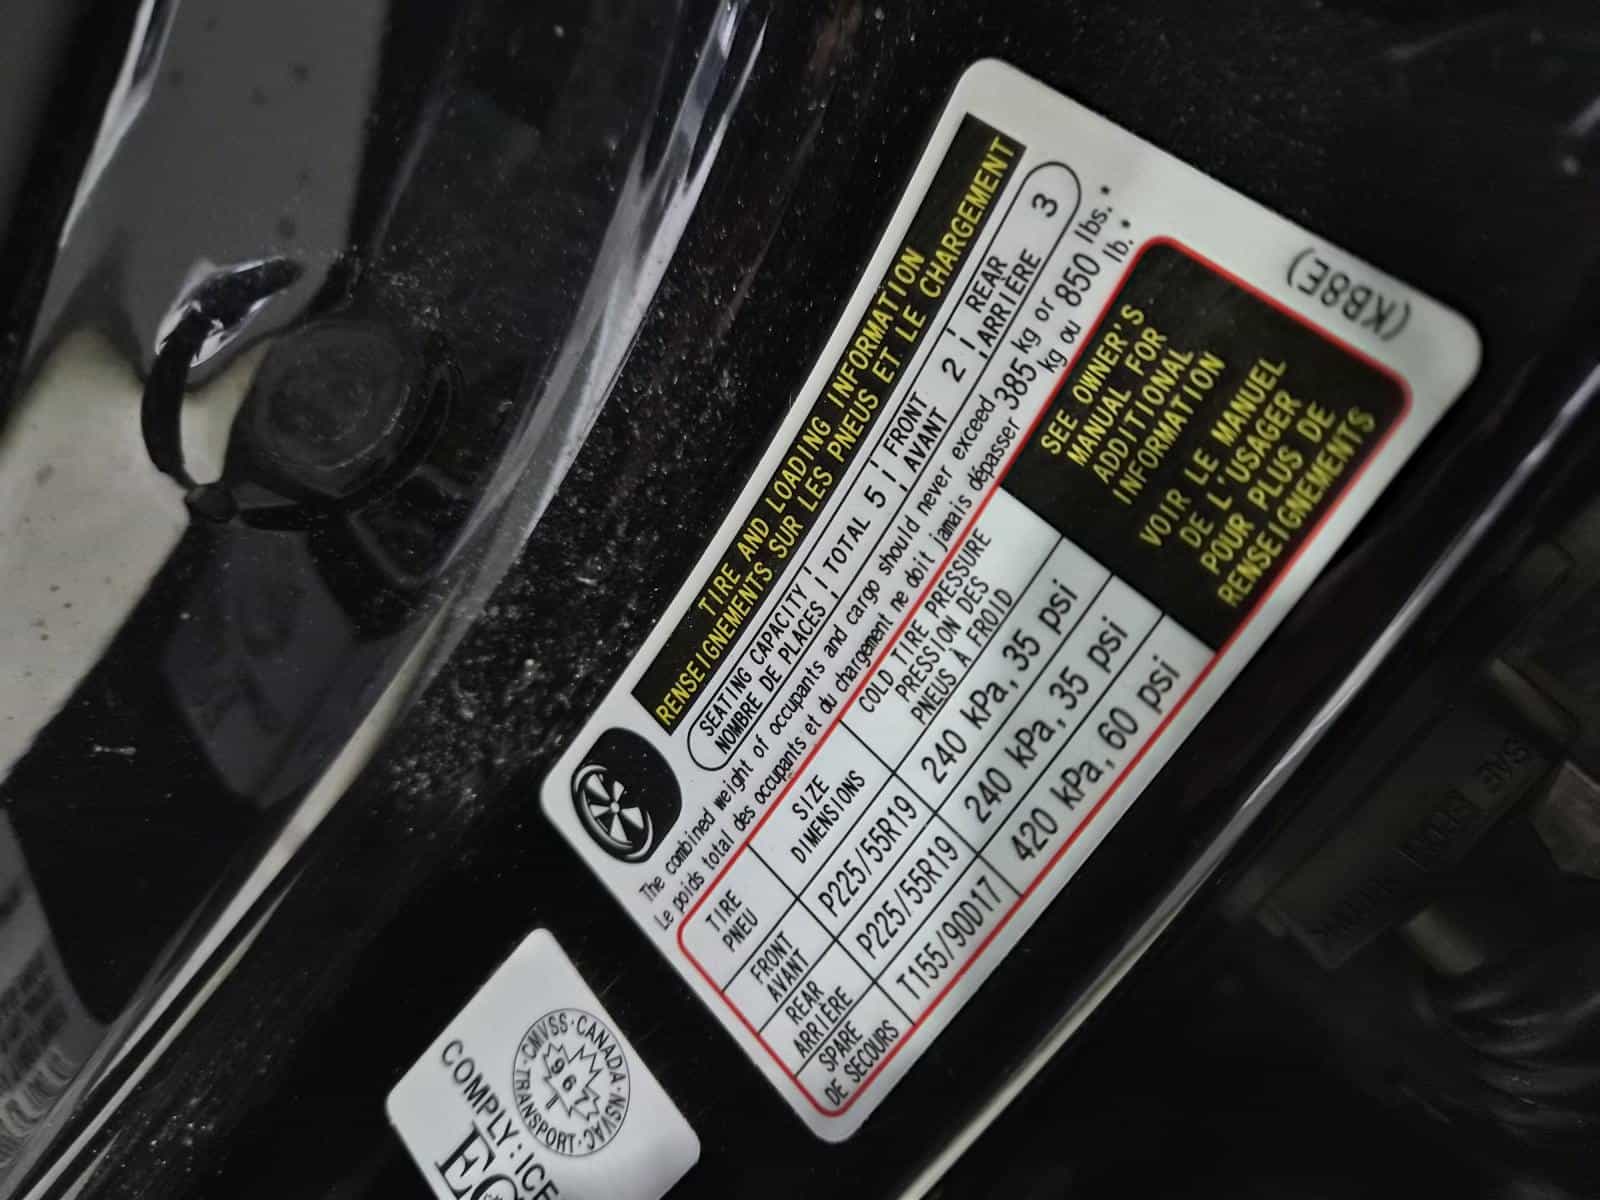 TIRE AND LOADING INFORMATION
RENSEIGNEMENTS SUR LES PNEUS ET LE CHARGEMENT
SEATING CAPACITY TOTAL 5 FRONT 2 REAR 3
NOMBRE DE PLACES AVANT ARRIÈRE
The combined weight of occupants and cargo should never exceed 385 kg or 850 lbs.*
Le poids total des occupants et du chargement ne doit jamais dépasser kg ou lb.*
TIRE SIZE COLD TIRE PRESSURE
PNEU DIMENSIONS PRESSION DES
PNEUS À FROID
FRONT P225/55R19 240 kPa, 35 psi
AVANT
REAR P225/55R19 240 kPa, 35 psi
ARRIÈRE
SPARE T155/90D17 420 kPa, 60 psi
DE SECOURS
SEE OWNER'S
MANUAL FOR
ADDITIONAL
INFORMATION
VOIR LE MANUEL
DE L'USAGER
POUR PLUS DE
RENSEIGNEMENTS
(KB8E)
CMVSS·CANADA·NSVAC
TRANSPORT
967
COMPLY: ICE